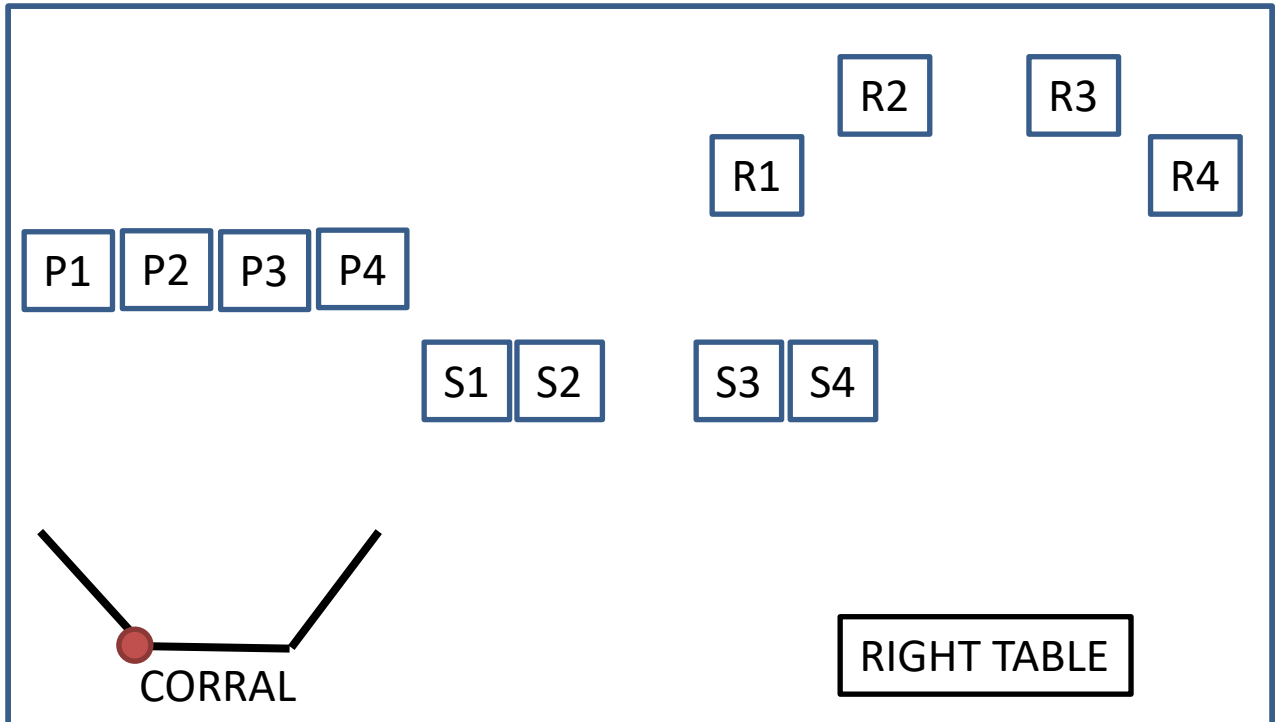 R2 R3
R1 R4
P1 P2 P3 P4
S1 S2 S3 S4
RIGHT TABLE
CORRAL